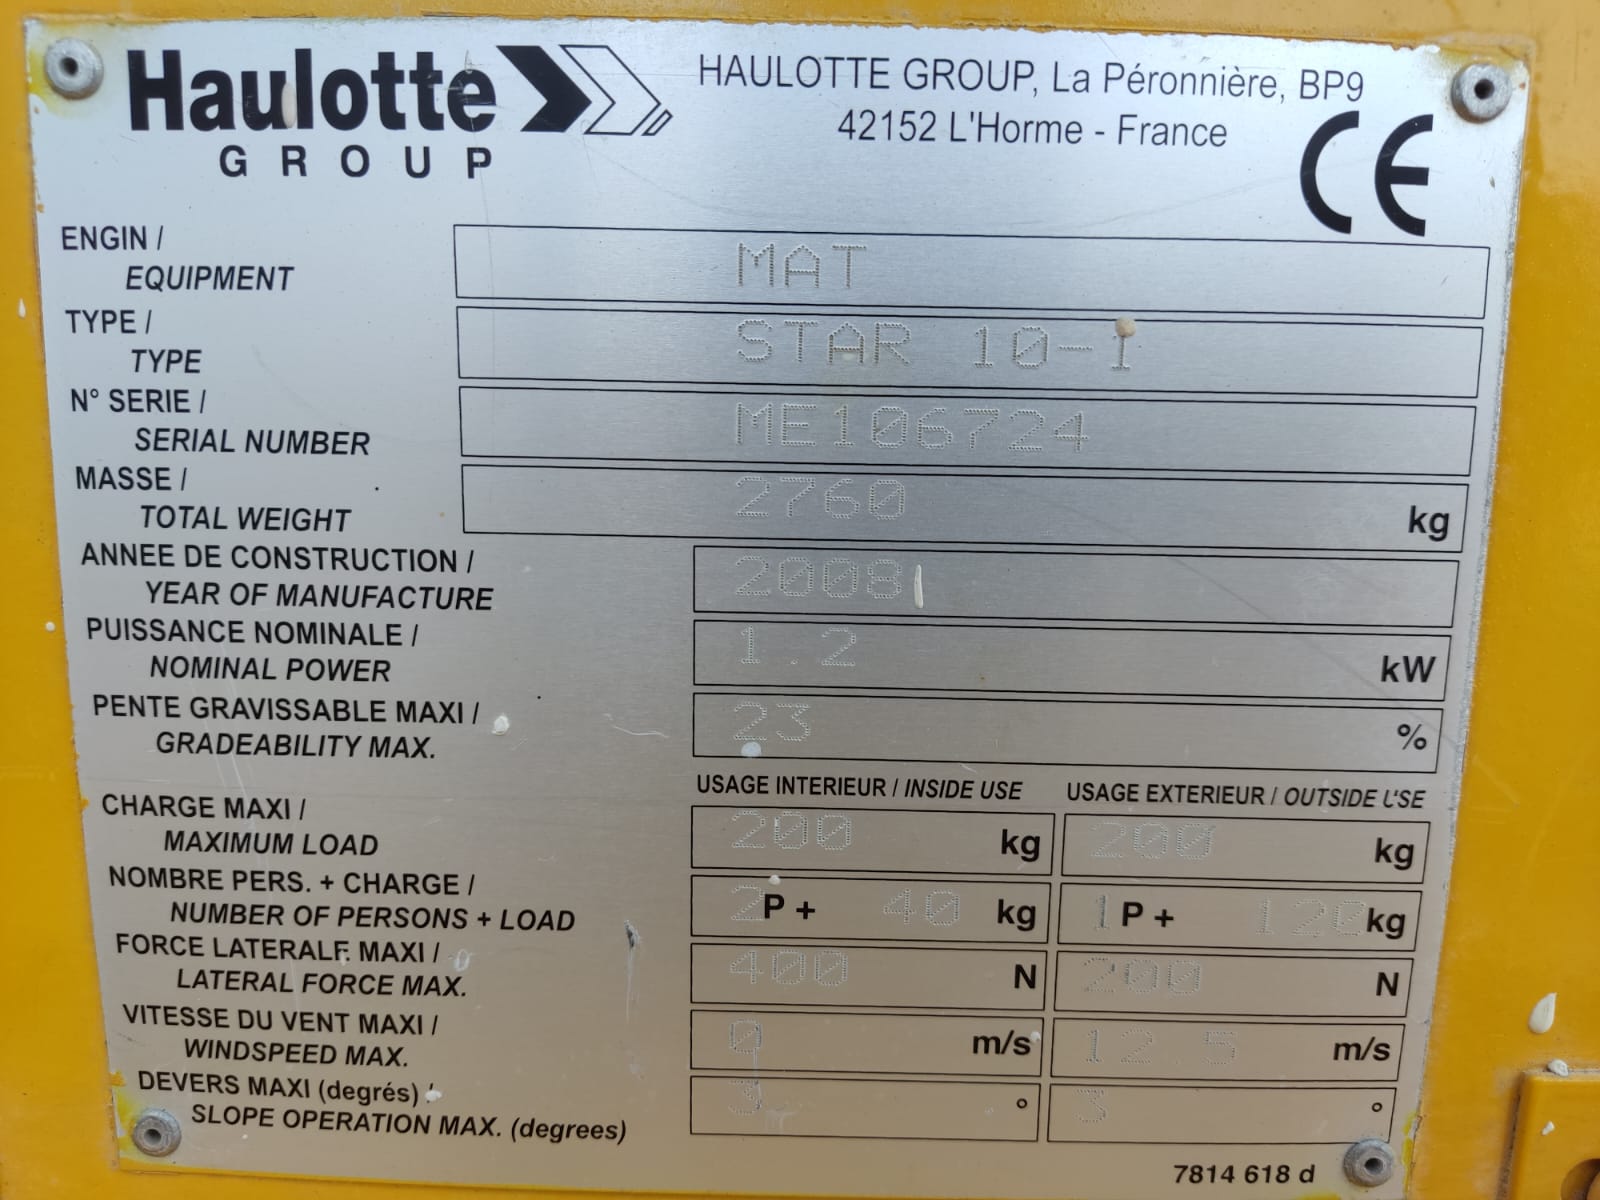 Haulotte
GROUP
HAULOTTE GROUP, La Péronnière, BP9
42152 L'Horme - France
CE
ENGIN /
EQUIPMENT
MAT
TYPE /
TYPE
STAR 10-1
N° SERIE /
SERIAL NUMBER
ME106724
MASSE /
TOTAL WEIGHT
2760 kg
ANNEE DE CONSTRUCTION /
YEAR OF MANUFACTURE
2008
PUISSANCE NOMINALE /
NOMINAL POWER
1.2 kW
PENTE GRAVISSABLE MAXI /
GRADEABILITY MAX.
23 %
USAGE INTERIEUR / INSIDE USE USAGE EXTERIEUR / OUTSIDE USE
CHARGE MAXI /
MAXIMUM LOAD
200 kg 200 kg
NOMBRE PERS. + CHARGE /
NUMBER OF PERSONS + LOAD
2 P + 40 kg 1 P + 120 kg
FORCE LATERALE MAXI /
LATERAL FORCE MAX.
400 N 200 N
VITESSE DU VENT MAXI /
WINDSPEED MAX.
0 m/s 12.5 m/s
DEVERS MAXI (degrés) /
SLOPE OPERATION MAX. (degrees)
3 ° 3 °
7814 618 d